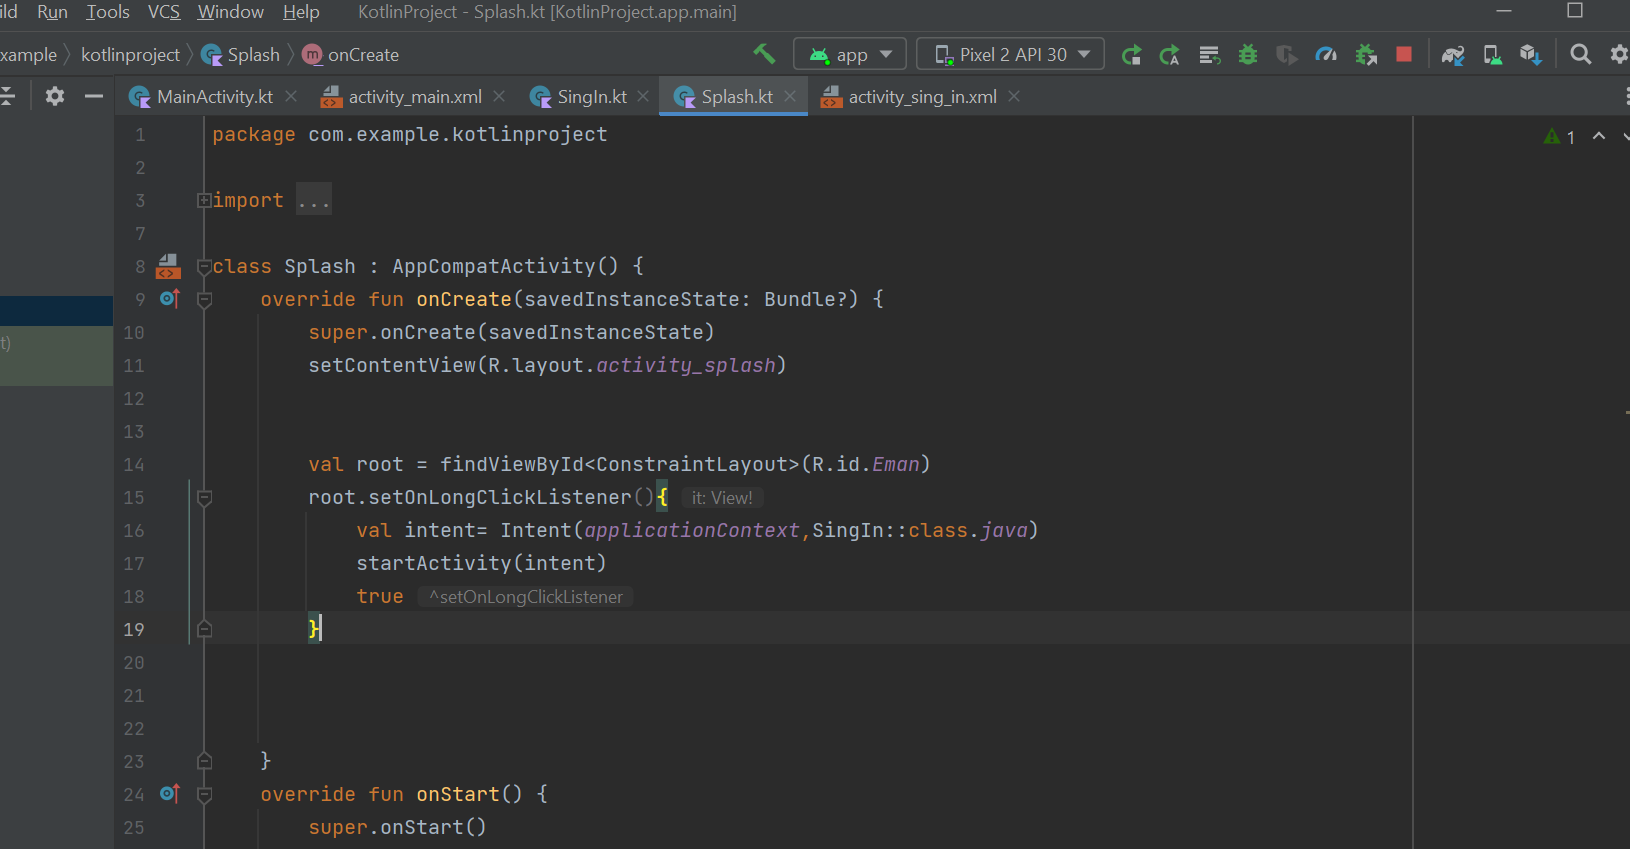 ild Run Tools VCS Window Help KotlinProject - Splash.kt [KotlinProject.app.main]
xample kotlinproject Splash onCreate app Pixel 2 API 30
MainActivity.kt activity_main.xml SingIn.kt Splash.kt activity_sing_in.xml
1 package com.example.kotlinproject
1
2
3 import ...
7
8 class Splash : AppCompatActivity() {
9 override fun onCreate(savedInstanceState: Bundle?) {
10 super.onCreate(savedInstanceState)
t)
11 setContentView(R.layout.activity_splash)
12
13
14 val root = findViewById<ConstraintLayout>(R.id.Eman)
15 root.setOnLongClickListener(){ it: View!
16 val intent= Intent(applicationContext,SingIn::class.java)
17 startActivity(intent)
18 true ^setOnLongClickListener
19 }
20
21
22
23 }
24 override fun onStart() {
25 super.onStart()